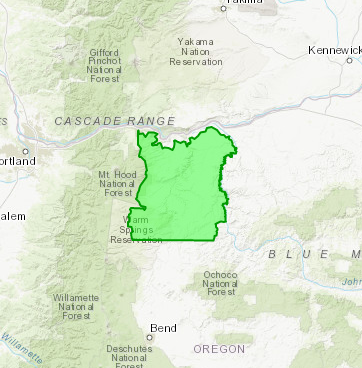 Yakima
Gifford
Pinchot
National
Forest
Yakama
Nation
Reservation
Kennewick
CASCADE RANGE
ortland
Mt Hood
National
Forest
alem
Warm
Springs
Reservation
BLUE M
Ochoco
National
Forest
John
Willamette
National
Forest
Willamette
Bend
Deschutes
National
Forest
OREGON